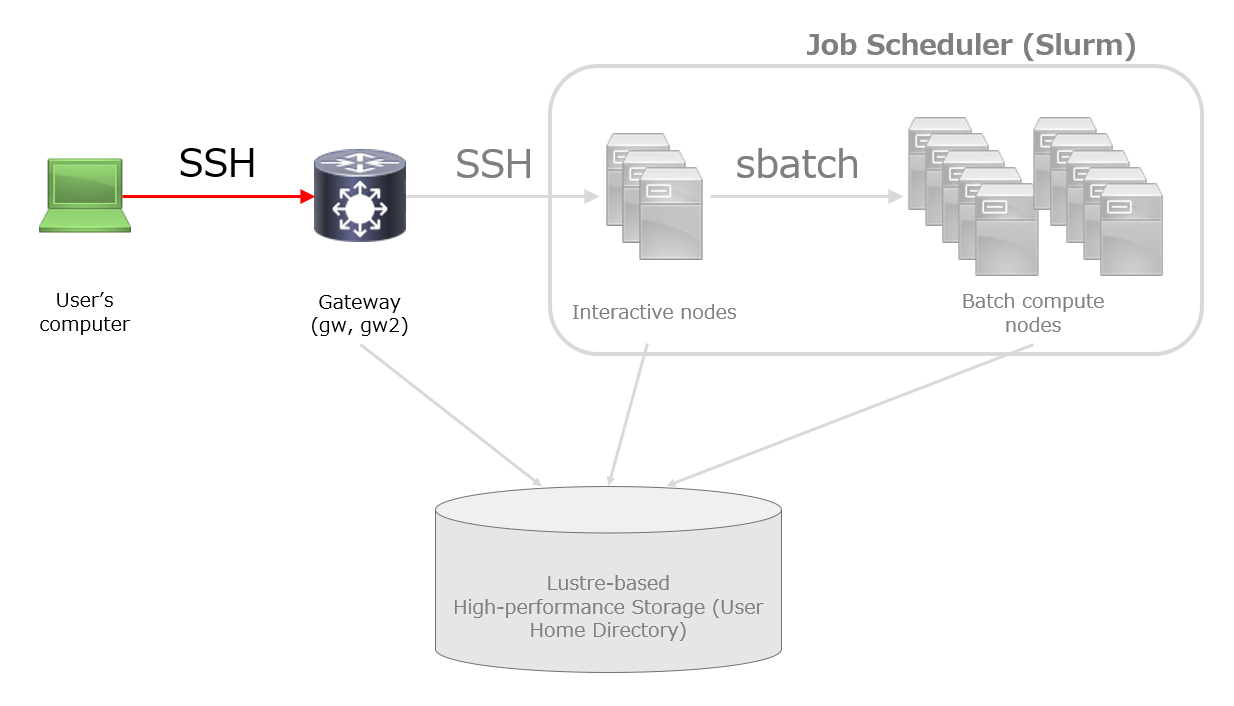 Job Scheduler (Slurm)
SSH
SSH
sbatch
User’s
computer
Gateway
(gw, gw2)
Interactive nodes
Batch compute
nodes
Lustre-based
High-performance Storage (User
Home Directory)